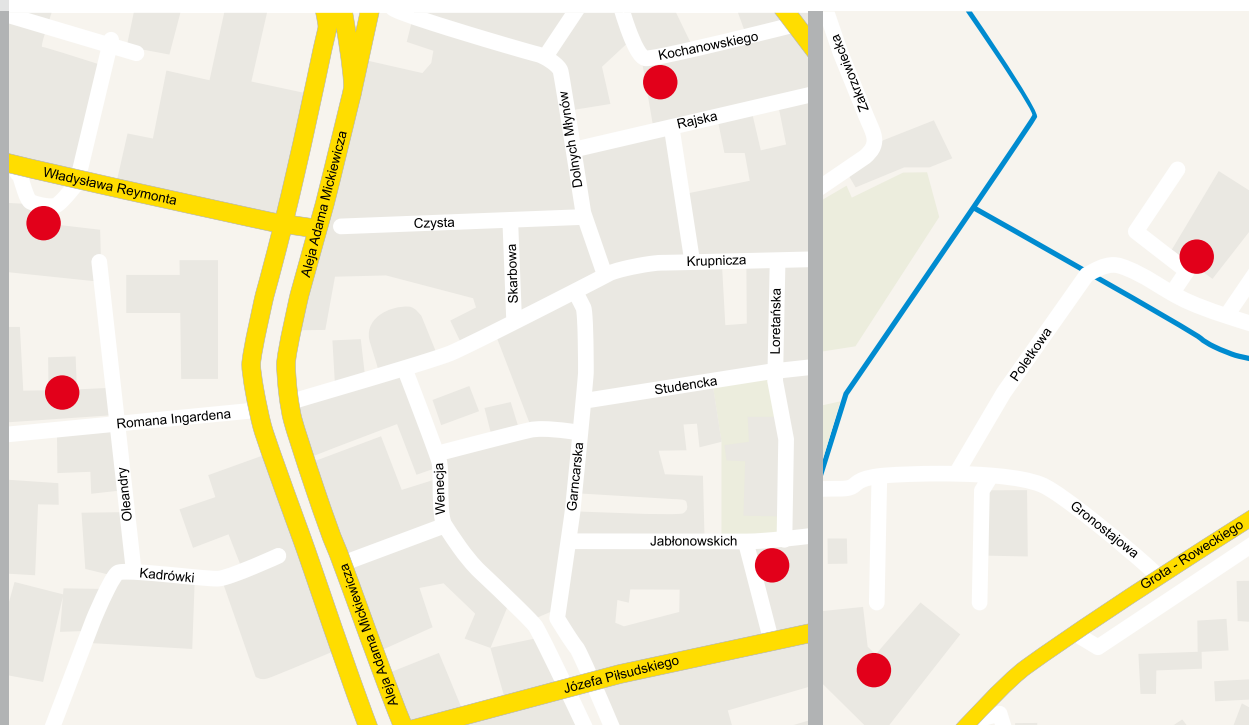 Kochanowskiego
Zakrzowiecka
Rajska
Dolnych Młynów
Władysława Reymonta
Aleja Adama Mickiewicza
Czysta
Skarbowa
Krupnicza
Loretańska
Poletkowa
Studencka
Romana Ingardena
Oleandry
Wenecja
Garncarska
Jabłonowskich
Gronostajowa
Grota - Roweckiego
Kadrówki
Aleja Adama Mickiewicza
Józefa Piłsudskiego